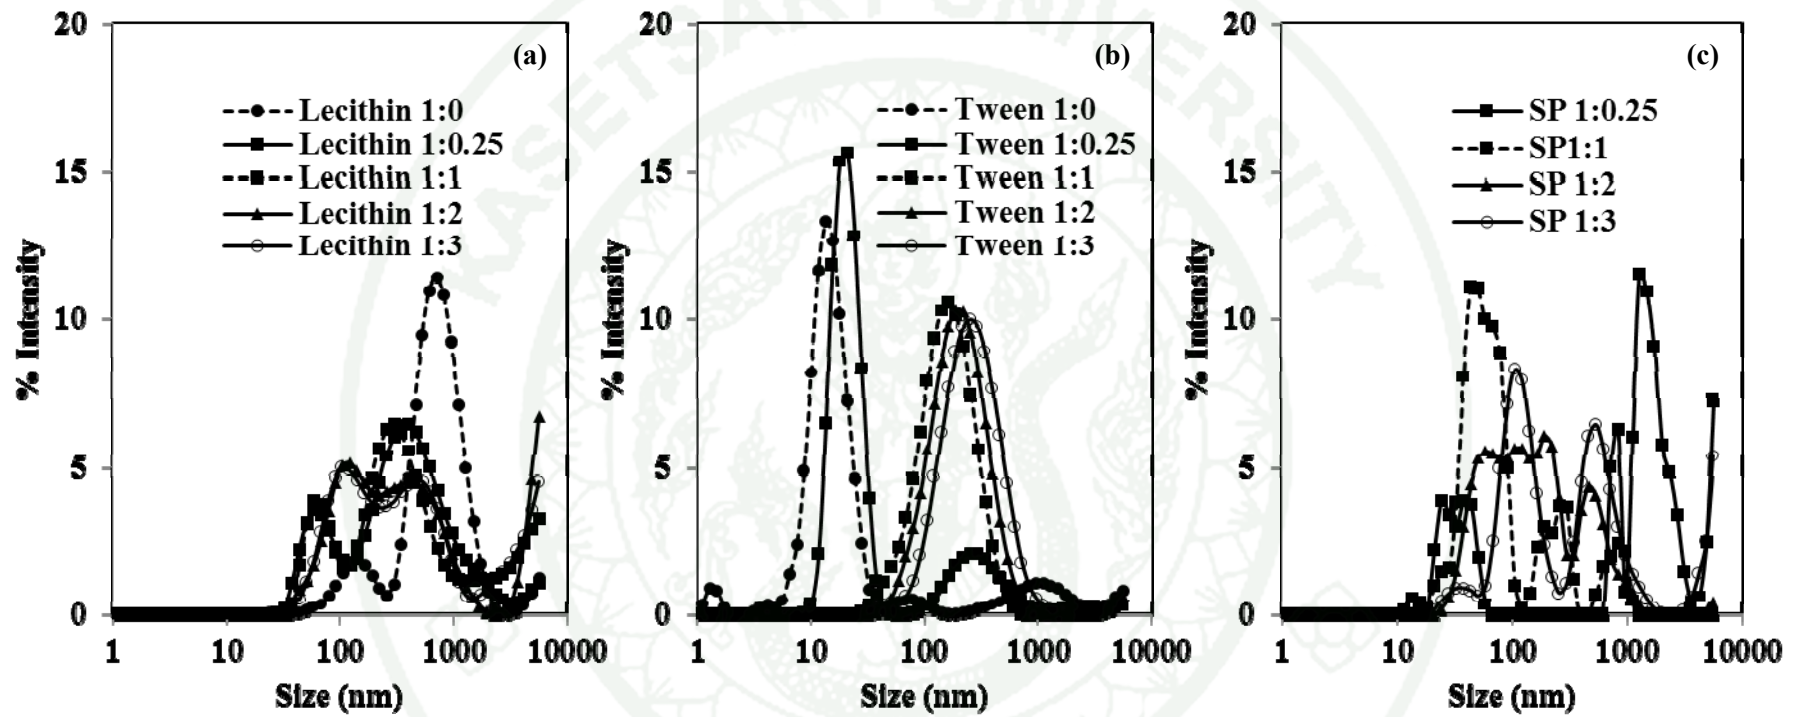 20
15
10
5
0
% Intensity
(a)
Lecithin 1:0
Lecithin 1:0.25
Lecithin 1:1
Lecithin 1:2
Lecithin 1:3
1 10 100 1000 10000
Size (nm)
20
15
10
5
0
% Intensity
(b)
Tween 1:0
Tween 1:0.25
Tween 1:1
Tween 1:2
Tween 1:3
1 10 100 1000 10000
Size (nm)
20
15
10
5
0
% Intensity
(c)
SP 1:0.25
SP1:1
SP 1:2
SP 1:3
1 10 100 1000 10000
Size (nm)
KASETSART UNIVERSITY